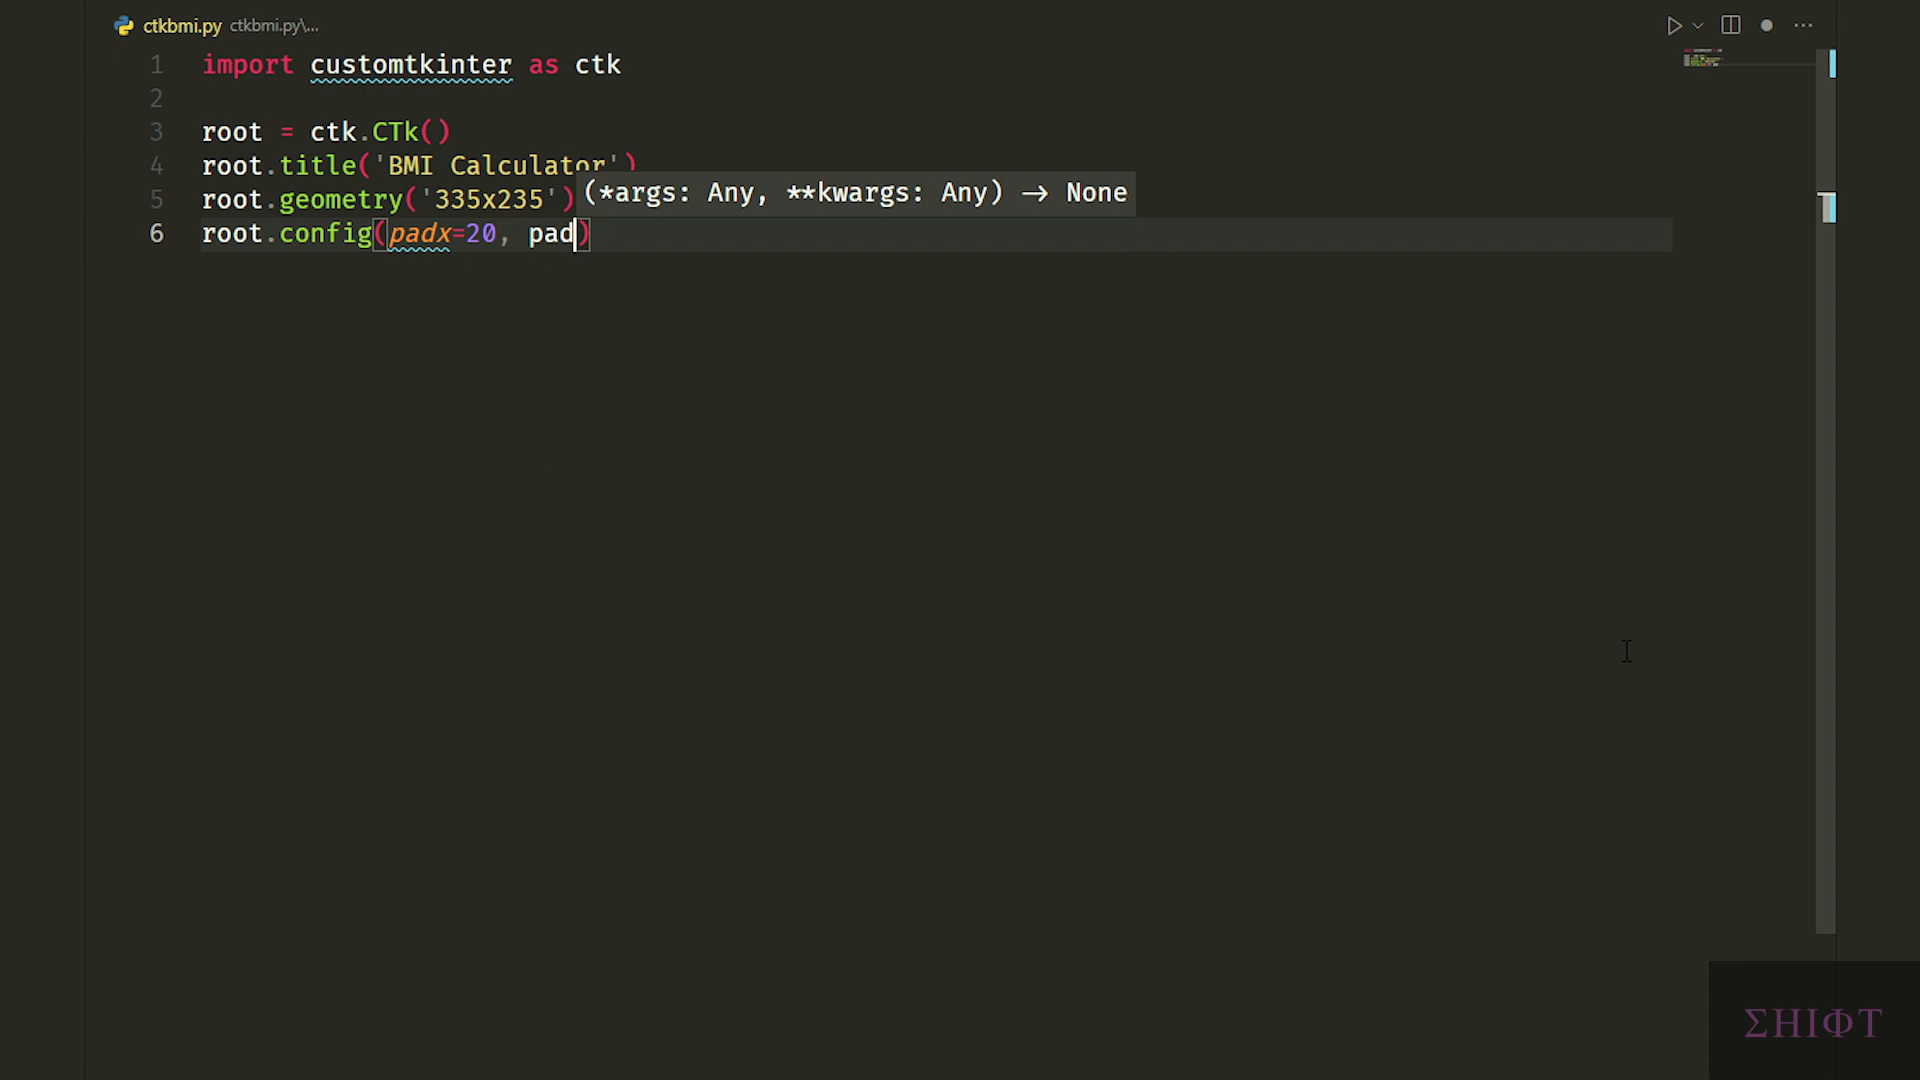 ctkbmi.py ctkbmi.py\...
1 import customtkinter as ctk
2
3 root = ctk.CTk()
4 root.title('BMI Calculator')
5 root.geometry('335x235')
(*args: Any, **kwargs: Any) → None
6 root.config(padx=20, pad)
ΣHIΦT